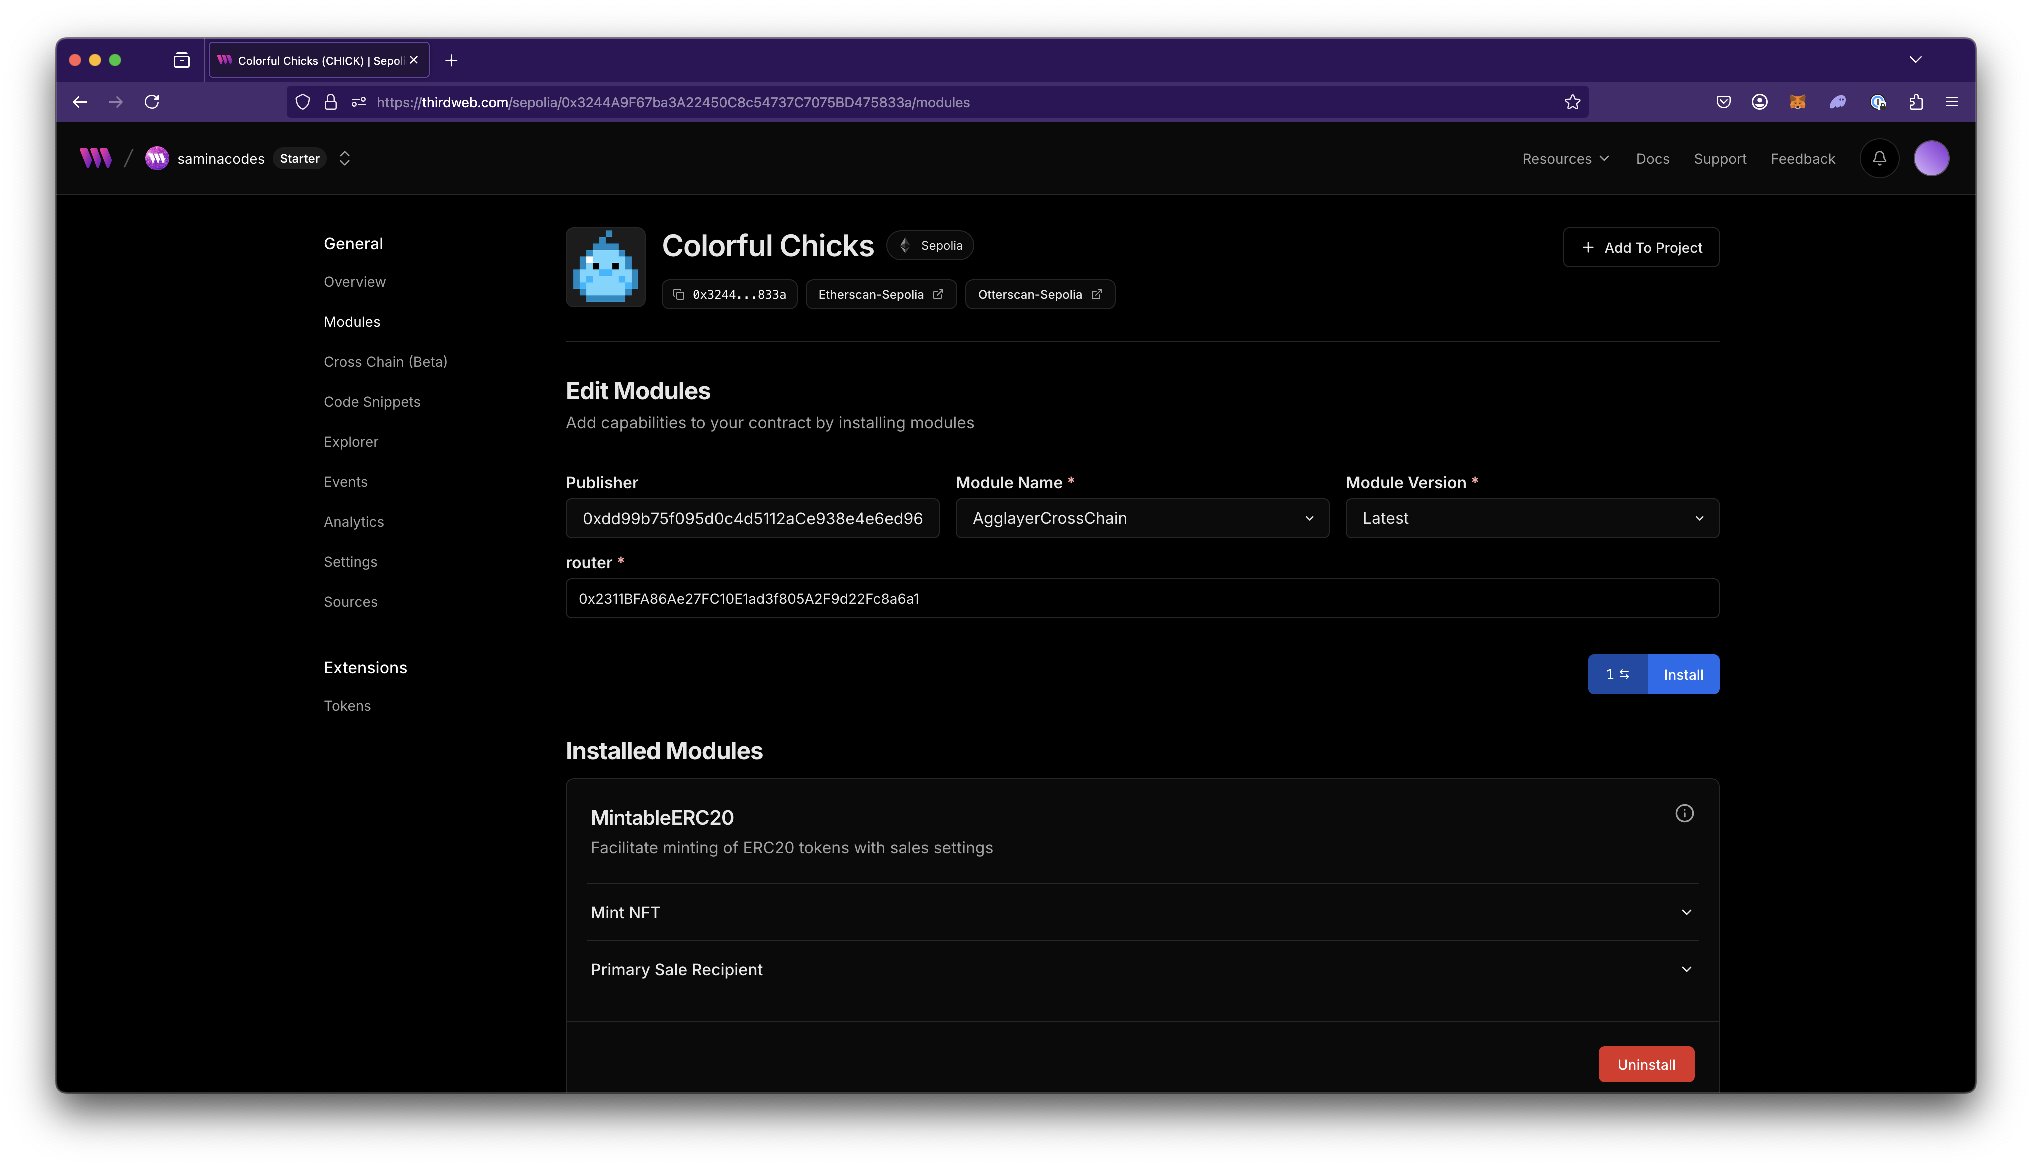 Colorful Chicks (CHICK) | Sepoli
https://thirdweb.com/sepolia/0x3244A9F67ba3A22450C8c54737C7075BD475833a/modules
/ saminacodes Starter
Resources Docs Support Feedback
General
Overview
Modules
Cross Chain (Beta)
Code Snippets
Explorer
Events
Analytics
Settings
Sources
Extensions
Tokens
Colorful Chicks Sepolia
0x3244...833a Etherscan-Sepolia Otterscan-Sepolia
+ Add To Project
Edit Modules
Add capabilities to your contract by installing modules
Publisher Module Name * Module Version *
0xdd99b75f095d0c4d5112aCe938e4e6ed96 AgglayerCrossChain Latest
router *
0x2311BFA86Ae27FC10E1ad3f805A2F9d22Fc8a6a1
1 Install
Installed Modules
MintableERC20
Facilitate minting of ERC20 tokens with sales settings
Mint NFT
Primary Sale Recipient
Uninstall